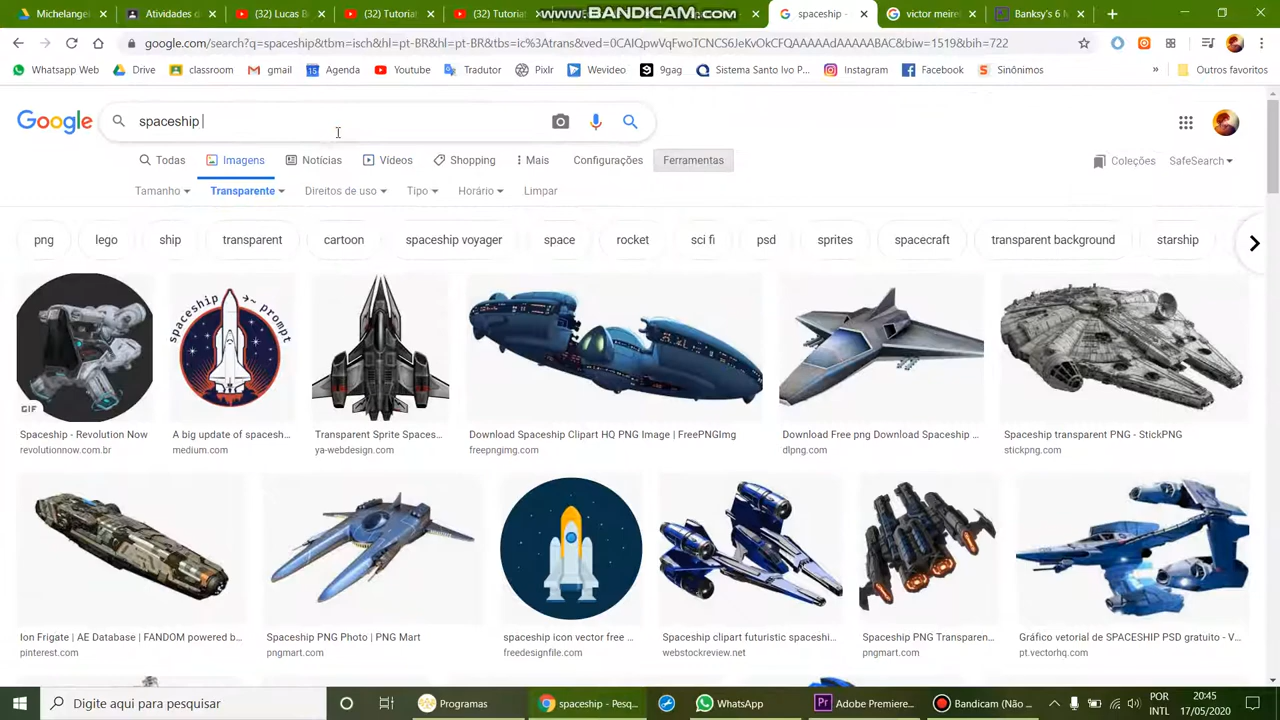 Michelange
Atividades d
(32) Lucas B
(32) Tutorial
(32) Tutorial
WWW.BANDICAM.COM
spaceship -
victor meire
Banksy's 6 M
google.com/search?q=spaceship&tbm=isch&hl=pt-BR&tbs=ic%3Atrans&ved=0CAIQpwVqFwoTCNCS6JeKvOkCFQAAAAAdAAAAABAC&biw=1519&bih=722
Whatsapp Web
Drive
classroom
gmail
Agenda
Youtube
Tradutor
Pixlr
Wevideo
9gag
Sistema Santo Ivo P...
Instagram
Facebook
Sinônimos
»
Outros favoritos
Google
spaceship
Todas
Imagens
Notícias
Vídeos
Shopping
Mais
Configurações
Ferramentas
Coleções
SafeSearch
Tamanho
Transparente
Direitos de uso
Tipo
Horário
Limpar
png
lego
ship
transparent
cartoon
spaceship voyager
space
rocket
sci fi
psd
sprites
spacecraft
transparent background
starship
spaceship prompt
GIF
Spaceship - Revolution Now
revolutionnow.com.br
A big update of spacesh...
medium.com
Transparent Sprite Spaces...
ya-webdesign.com
Download Spaceship Clipart HQ PNG Image | FreePNGImg
freepngimg.com
Download Free png Download Spaceship ...
dlpng.com
Spaceship transparent PNG - StickPNG
stickpng.com
Ion Frigate | AE Database | FANDOM powered b...
pinterest.com
Spaceship PNG Photo | PNG Mart
pngmart.com
spaceship icon vector free ...
freedesignfile.com
Spaceship clipart futuristic spaceshi...
webstockreview.net
Spaceship PNG Transparen...
pngmart.com
Gráfico vetorial de SPACESHIP PSD gratuito - V...
pt.vectorhq.com
Digite aqui para pesquisar
Programas
spaceship - Pesq...
WhatsApp
Adobe Premiere...
Bandicam (Não ...
POR
INTL
20:45
17/05/2020